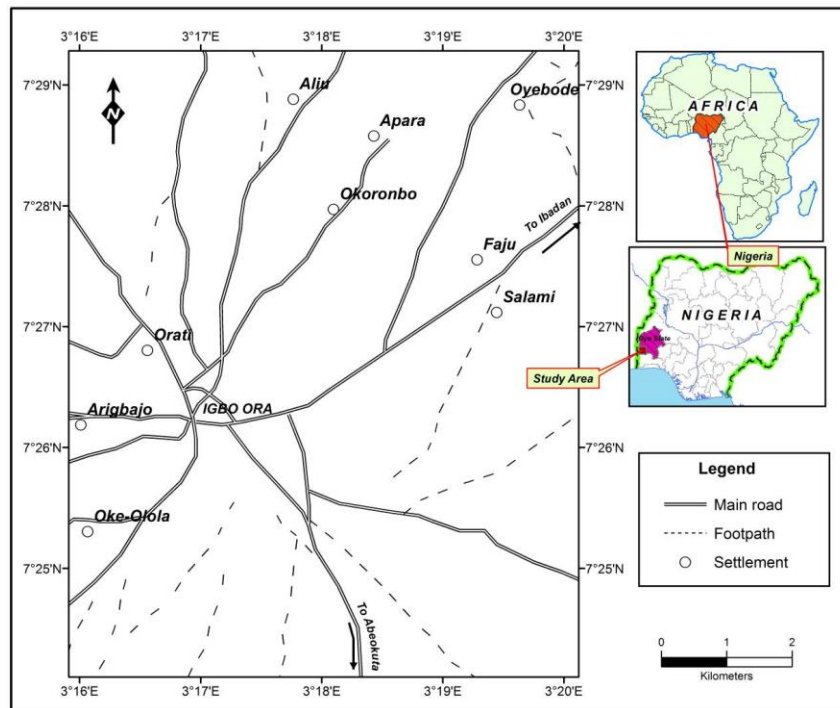 3°16'E
3°17'E
3°18'E
3°19'E
3°20'E
7°29'N
7°28'N
7°27'N
7°26'N
7°25'N
N
Aliu
Oyebode
Apara
Okoronbo
To Ibadan
Faju
Salami
Orati
Arigbajo
IGBO ORA
Oke-Olola
To Abeokuta
3°16'E
3°17'E
3°18'E
3°19'E
3°20'E
7°29'N
7°28'N
7°27'N
7°26'N
7°25'N
AFRICA
Nigeria
NIGERIA
Oyo State
Study Area
Legend
Main road
Footpath
Settlement
0 1 2
Kilometers